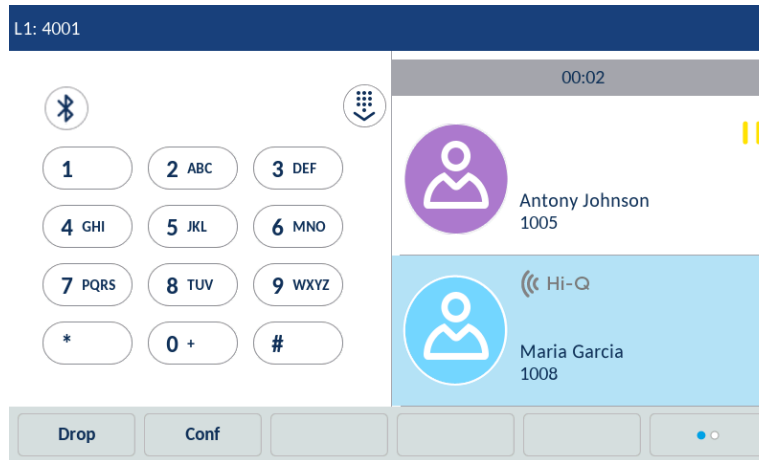 L1: 4001
00:02
1
2 ABC
3 DEF
4 GHI
5 JKL
6 MNO
7 PQRS
8 TUV
9 WXYZ
*
0 +
#
Antony Johnson
1005
Hi-Q
Maria Garcia
1008
Drop
Conf